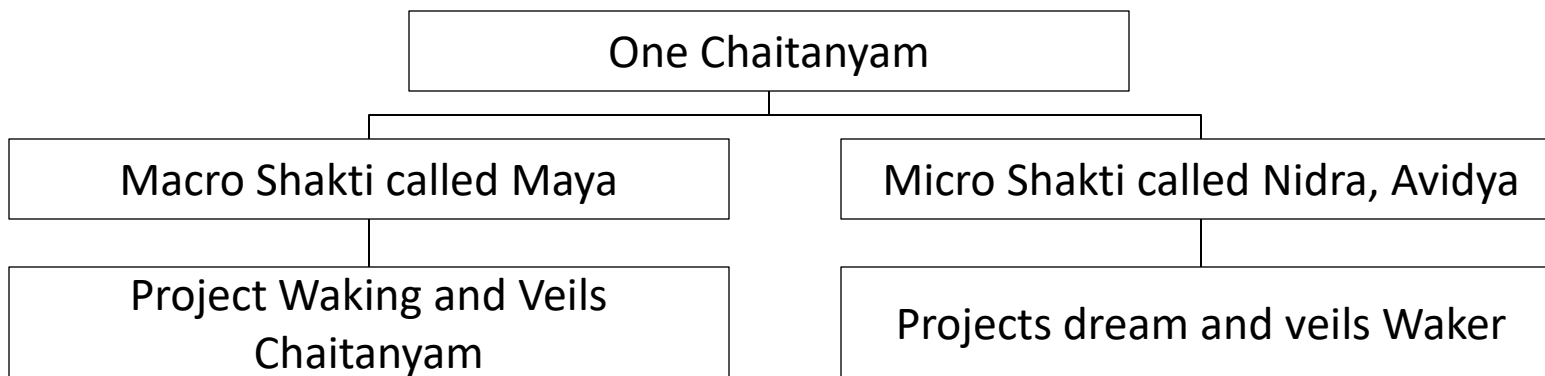 One Chaitanyam
Macro Shakti called Maya
Micro Shakti called Nidra, Avidya
Project Waking and Veils
Chaitanyam
Projects dream and veils Waker